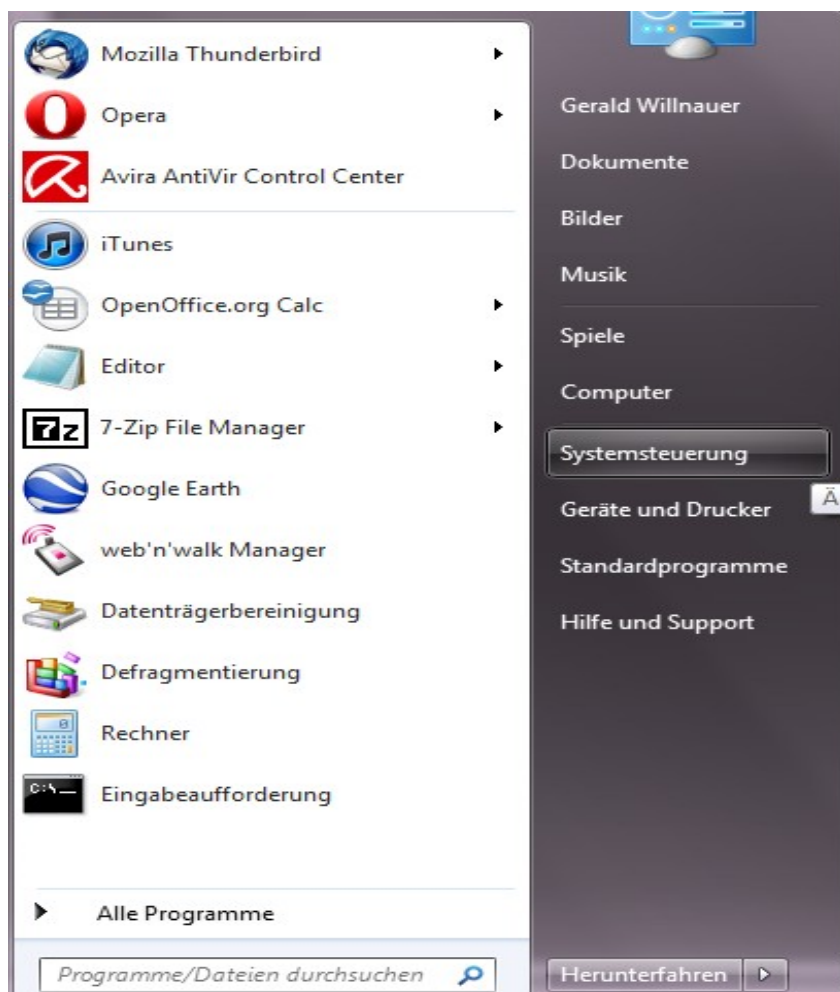 Mozilla Thunderbird
Opera
Avira AntiVir Control Center
iTunes
OpenOffice.org Calc
Editor
7-Zip File Manager
Google Earth
web'n'walk Manager
Datenträgerbereinigung
Defragmentierung
Rechner
Eingabeaufforderung
Alle Programme
Programme/Dateien durchsuchen
Gerald Willnauer
Dokumente
Bilder
Musik
Spiele
Computer
Systemsteuerung
Ä
Geräte und Drucker
Standardprogramme
Hilfe und Support
Herunterfahren